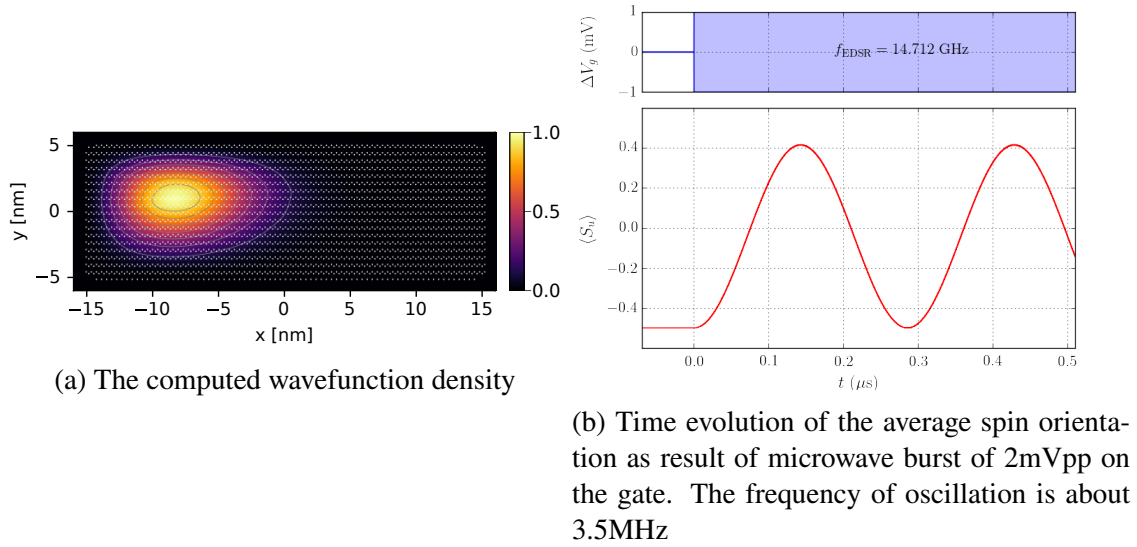 5
0
−5
−15
−10
−5
0
5
10
15
y [nm]
x [nm]
1.0
0.5
0.0
(a) The computed wavefunction density
1
0
−1
ΔV_g (mV)
f_EDSR = 14.712 GHz
0.4
0.2
0.0
−0.2
−0.4
⟨S_u⟩
0.0
0.1
0.2
0.3
0.4
0.5
t (μs)
(b) Time evolution of the average spin orienta-
tion as result of microwave burst of 2mVpp on
the gate. The frequency of oscillation is about
3.5MHz